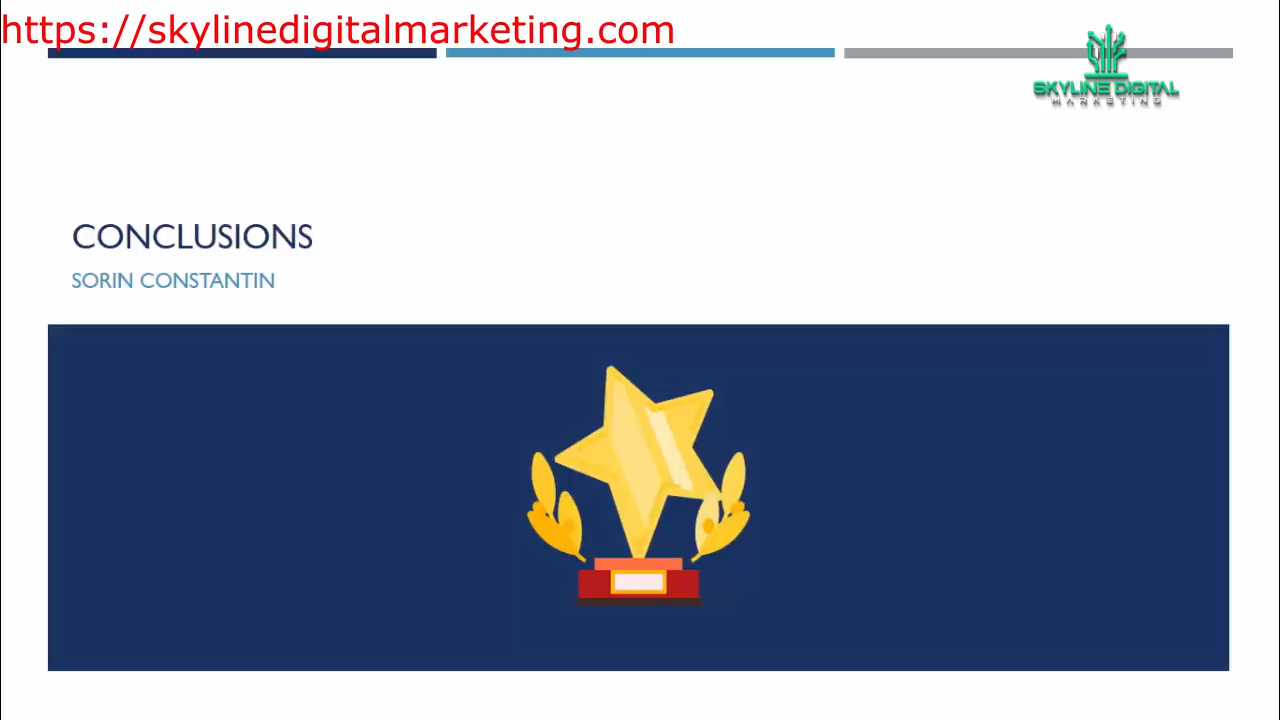 https://skylinedigitalmarketing.com
SKYLINE DIGITAL
MARKETING
CONCLUSIONS
SORIN CONSTANTIN